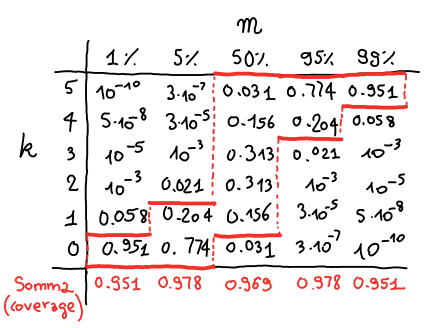 m
1% 5% 50% 95% 99%
5 10⁻¹⁰ 3·10⁻⁷ 0.031 0.774 0.951
4 5·10⁻⁸ 3·10⁻⁵ 0.156 0.204 0.058
k 3 10⁻⁵ 10⁻³ 0.313 0.021 10⁻³
2 10⁻³ 0.021 0.313 10⁻³ 10⁻⁵
1 0.058 0.204 0.156 3·10⁻⁵ 5·10⁻⁸
0 0.951 0.774 0.031 3·10⁻⁷ 10⁻¹⁰
Somma 0.951 0.978 0.969 0.978 0.951
(coverage)